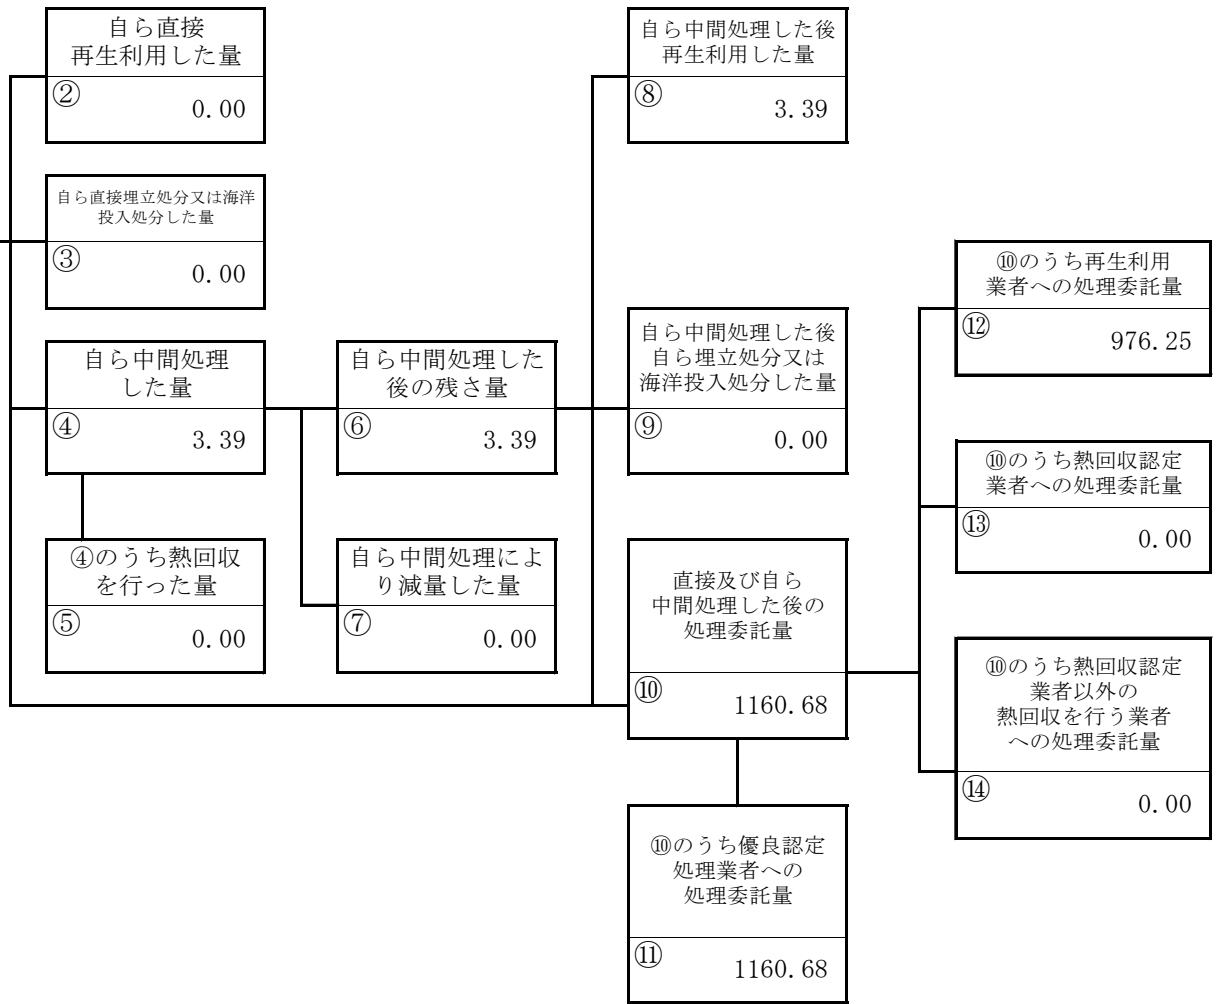 自ら直接
再生利用した量
②
0.00
自ら直接埋立処分又は海洋
投入処分した量
③
0.00
自ら中間処理
した量
④
3.39
④のうち熱回収
を行った量
⑤
0.00
自ら中間処理した
後の残さ量
⑥
3.39
自ら中間処理によ
り減量した量
⑦
0.00
自ら中間処理した後
再生利用した量
⑧
3.39
自ら中間処理した後
自ら埋立処分又は
海洋投入処分した量
⑨
0.00
直接及び自ら
中間処理した後の
処理委託量
⑩
1160.68
⑩のうち優良認定
処理業者への
処理委託量
⑪
1160.68
⑩のうち再生利用
業者への処理委託量
⑫
976.25
⑩のうち熱回収認定
業者への処理委託量
⑬
0.00
⑩のうち熱回収認定
業者以外の
熱回収を行う業者
への処理委託量
⑭
0.00